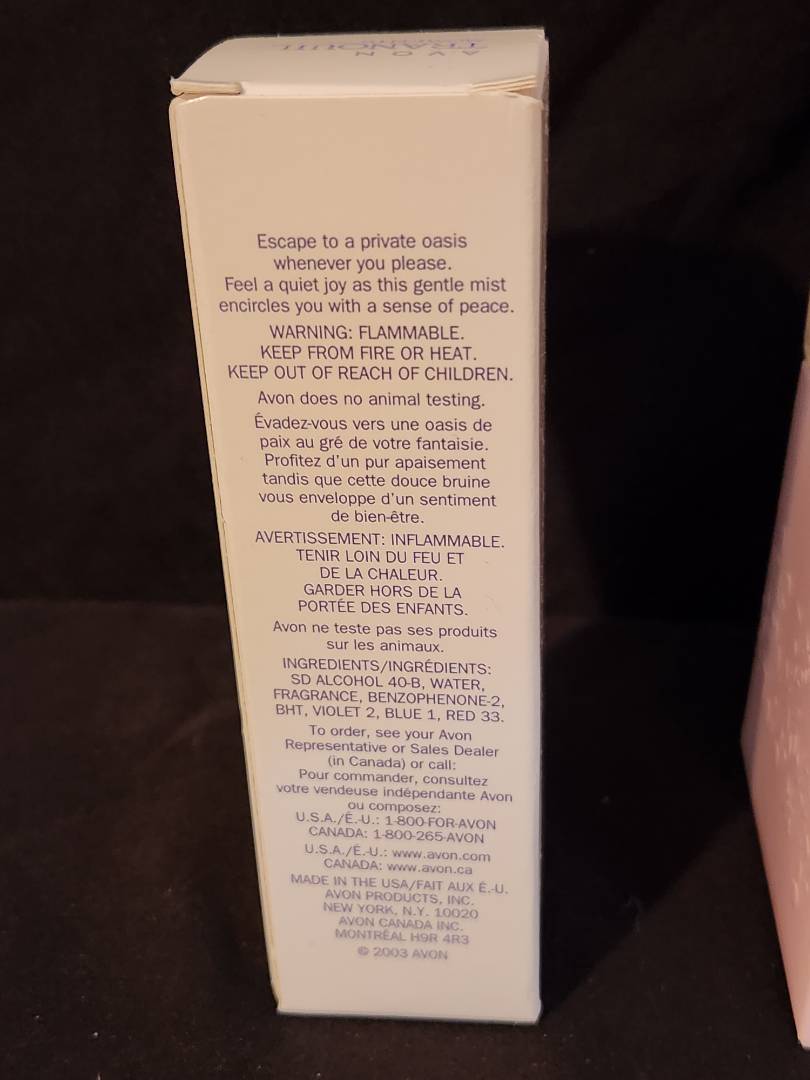 AVON
TRANQUIL
Escape to a private oasis
whenever you please.
Feel a quiet joy as this gentle mist
encircles you with a sense of peace.
WARNING: FLAMMABLE.
KEEP FROM FIRE OR HEAT.
KEEP OUT OF REACH OF CHILDREN.
Avon does no animal testing.
Évadez-vous vers une oasis de
paix au gré de votre fantaisie.
Profitez d'un pur apaisement
tandis que cette douce bruine
vous enveloppe d'un sentiment
de bien-être.
AVERTISSEMENT: INFLAMMABLE.
TENIR LOIN DU FEU ET
DE LA CHALEUR.
GARDER HORS DE LA
PORTÉE DES ENFANTS.
Avon ne teste pas ses produits
sur les animaux.
INGREDIENTS/INGRÉDIENTS:
SD ALCOHOL 40-B, WATER,
FRAGRANCE, BENZOPHENONE-2,
BHT, VIOLET 2, BLUE 1, RED 33.
To order, see your Avon
Representative or Sales Dealer
(in Canada) or call:
Pour commander, consultez
votre vendeuse indépendante Avon
ou composez:
U.S.A./É.-U.: 1-800-FOR-AVON
CANADA: 1-800-265-AVON
U.S.A./É.-U.: www.avon.com
CANADA: www.avon.ca
MADE IN THE USA/FAIT AUX É.-U.
AVON PRODUCTS, INC.
NEW YORK, N.Y. 10020
AVON CANADA INC.
MONTRÉAL H9R 4R3
© 2003 AVON